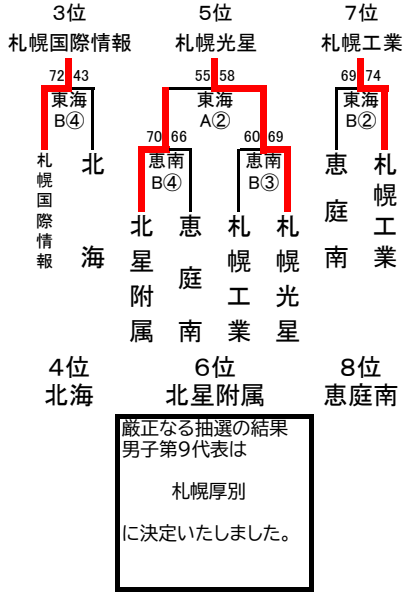 3位 5位 7位
札幌国際情報 札幌光星 札幌工業
72 43 55 58 69 74
東海 東海 東海
B④ A② B②
70 66 60 69
恵南 恵南
B④ B③
札幌国際情報 北海 北星附属 恵庭南 札幌工業 札幌光星 恵庭南 札幌工業
4位 6位 8位
北海 北星附属 恵庭南
厳正なる抽選の結果
男子第9代表は
札幌厚別
に決定いたしました。